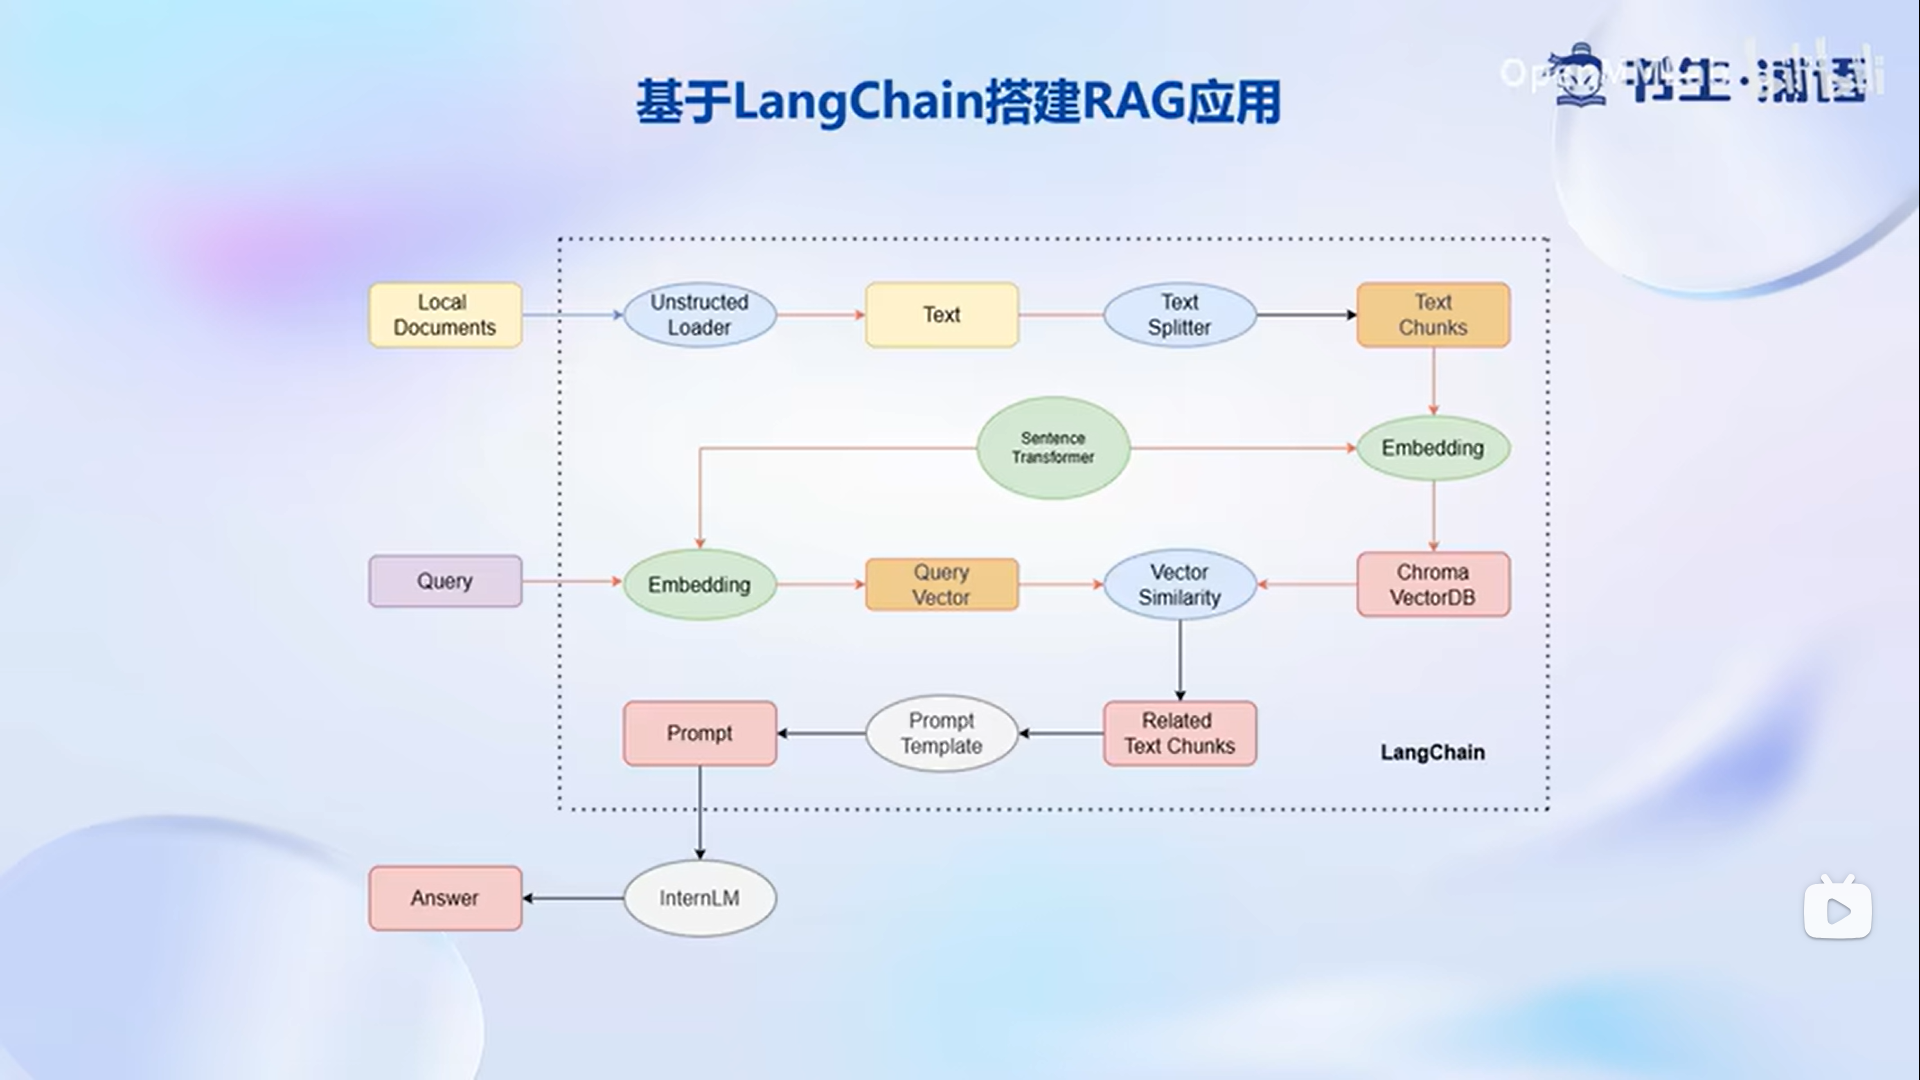 基于LangChain搭建RAG应用
书生·浦语
Local
Documents
Unstructed
Loader
Text
Text
Splitter
Text
Chunks
Sentence
Transformer
Embedding
Query
Embedding
Query
Vector
Vector
Similarity
Chroma
VectorDB
Prompt
Prompt
Template
Related
Text Chunks
LangChain
Answer
InternLM